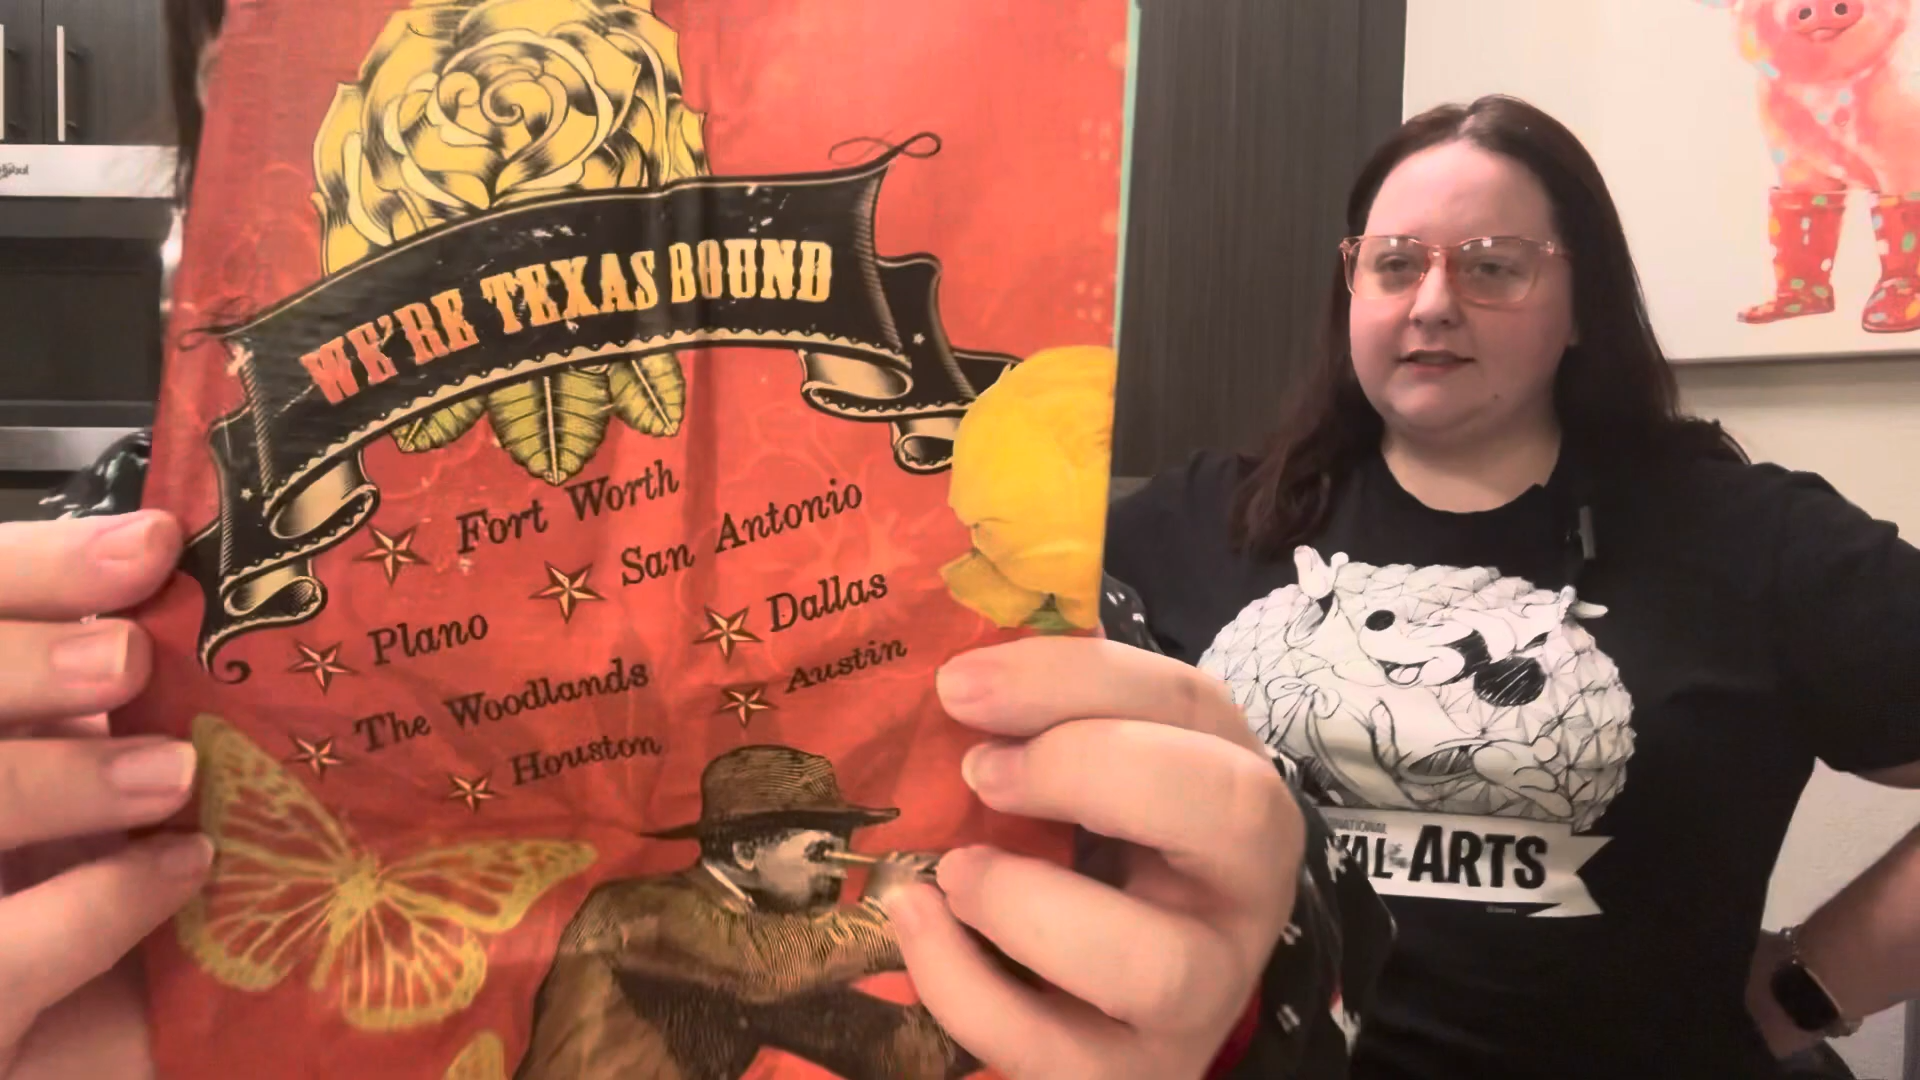 WE'RE TEXAS BOUND
Fort Worth
San Antonio
Plano
Dallas
The Woodlands
Austin
Houston
ARTS